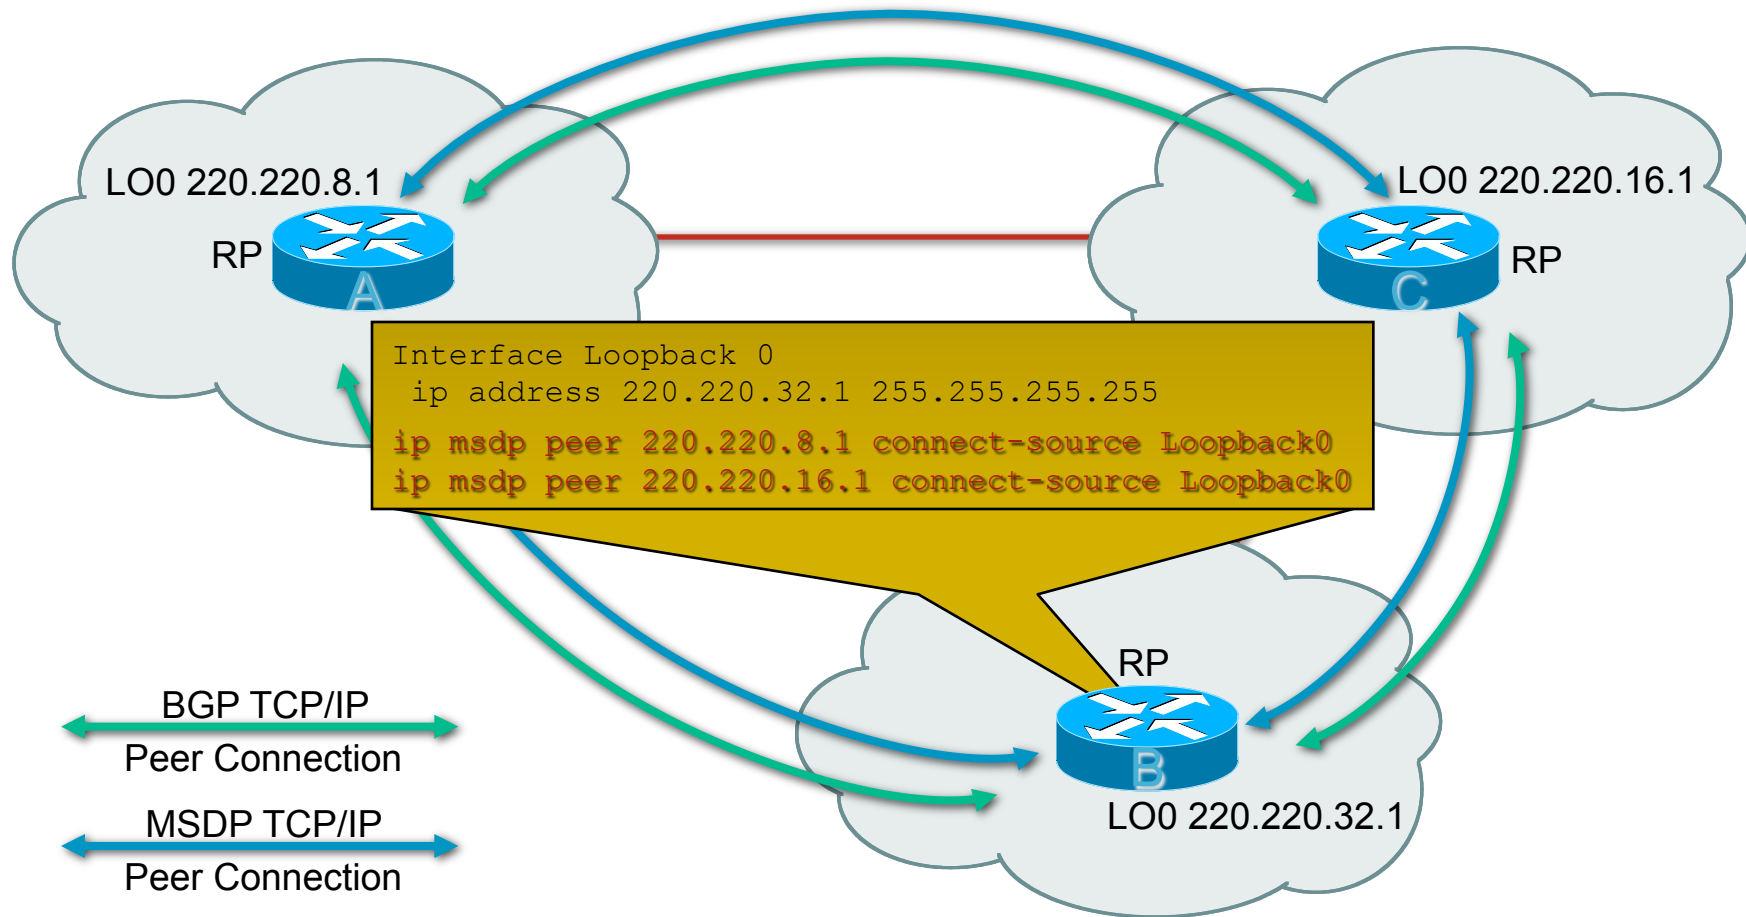 LO0 220.220.8.1
RP
A
LO0 220.220.16.1
RP
C
Interface Loopback 0
ip address 220.220.32.1 255.255.255.255
ip msdp peer 220.220.8.1 connect-source Loopback0
ip msdp peer 220.220.16.1 connect-source Loopback0
RP
B
LO0 220.220.32.1
BGP TCP/IP
Peer Connection
MSDP TCP/IP
Peer Connection